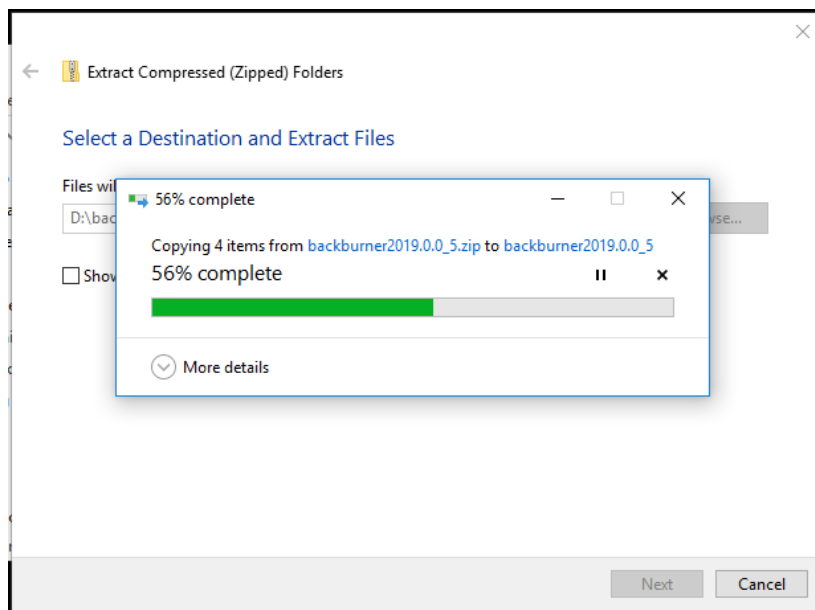 Extract Compressed (Zipped) Folders
Select a Destination and Extract Files
Files wil
D:\bac
wse...
Show
56% complete
Copying 4 items from backburner2019.0.0_5.zip to backburner2019.0.0_5
56% complete
More details
Next
Cancel